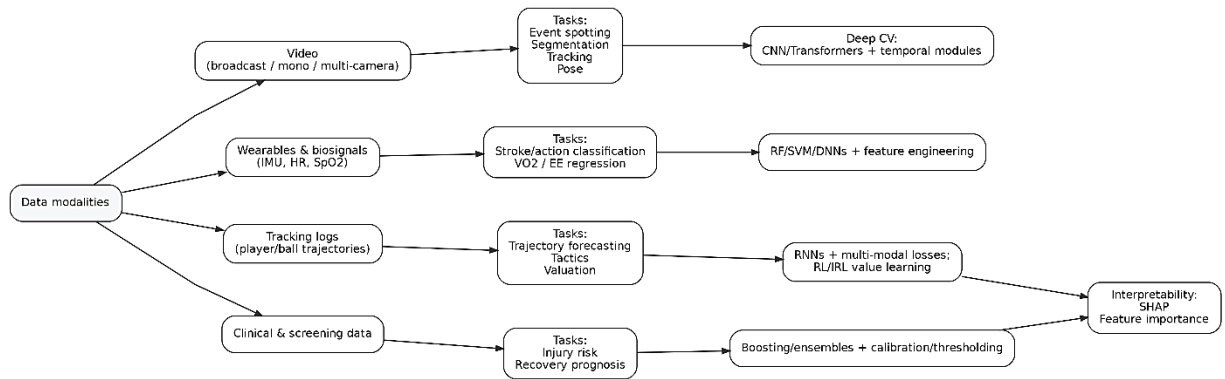 Data modalities
Video
(broadcast / mono / multi-camera)
Tasks:
Event spotting
Segmentation
Tracking
Pose
Deep CV:
CNN/Transformers + temporal modules
Wearables & biosignals
(IMU, HR, SpO2)
Tasks:
Stroke/action classification
VO2 / EE regression
RF/SVM/DNNs + feature engineering
Tracking logs
(player/ball trajectories)
Tasks:
Trajectory forecasting
Tactics
Valuation
RNNs + multi-modal losses;
RL/IRL value learning
Clinical & screening data
Tasks:
Injury risk
Recovery prognosis
Boosting/ensembles + calibration/thresholding
Interpretability:
SHAP
Feature importance